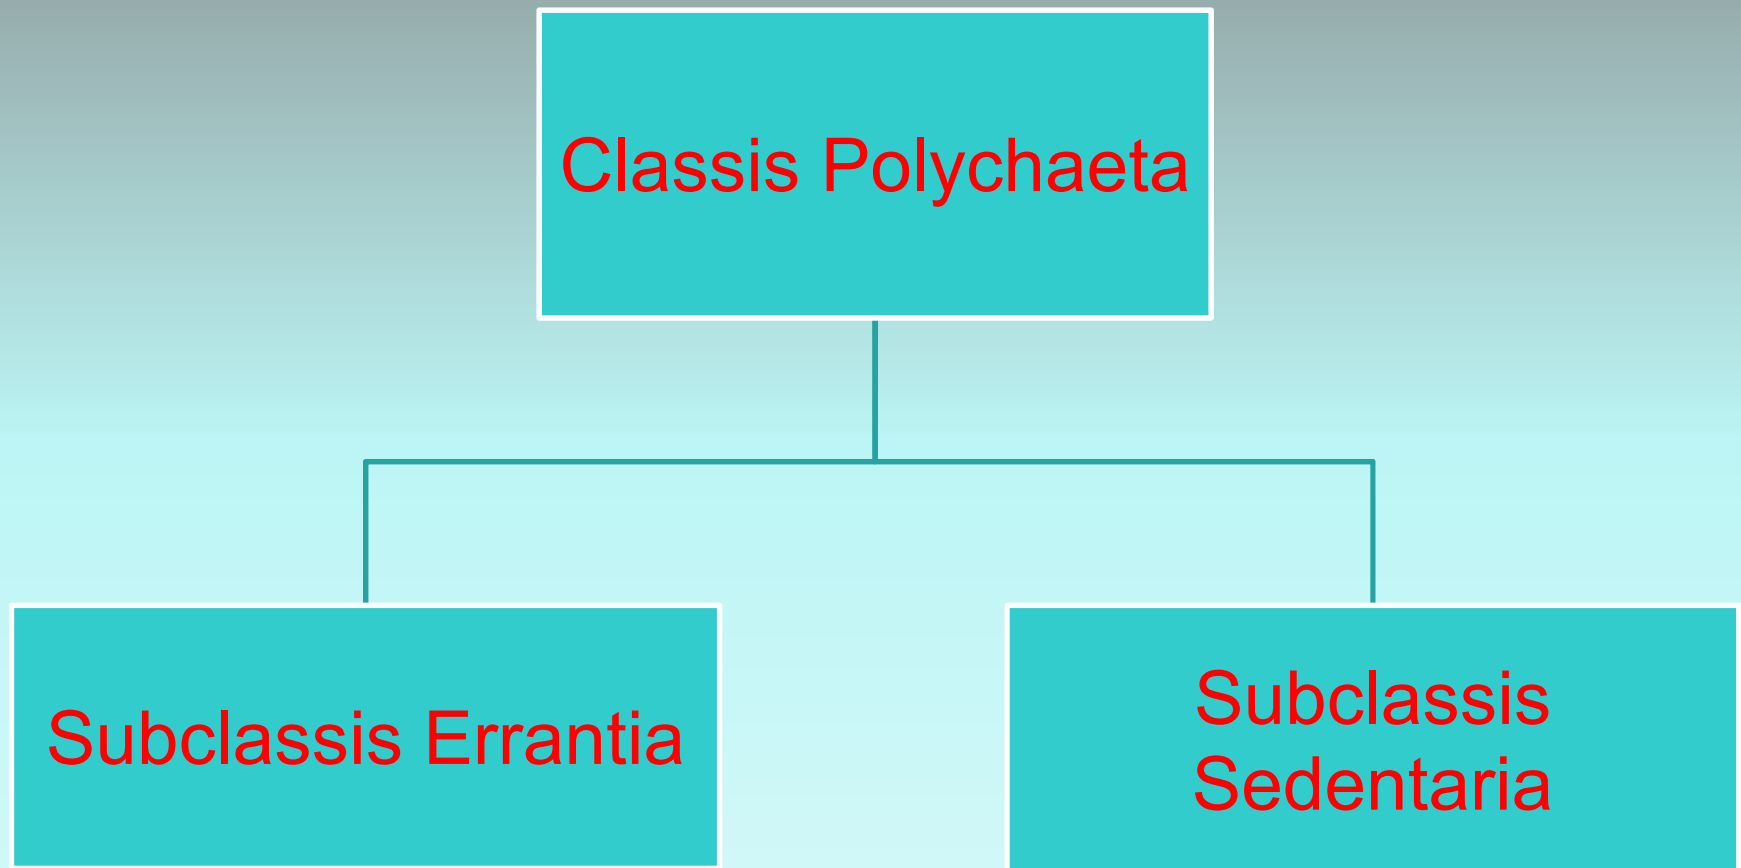 Classis Polychaeta
Subclassis Errantia
Subclassis
Sedentaria